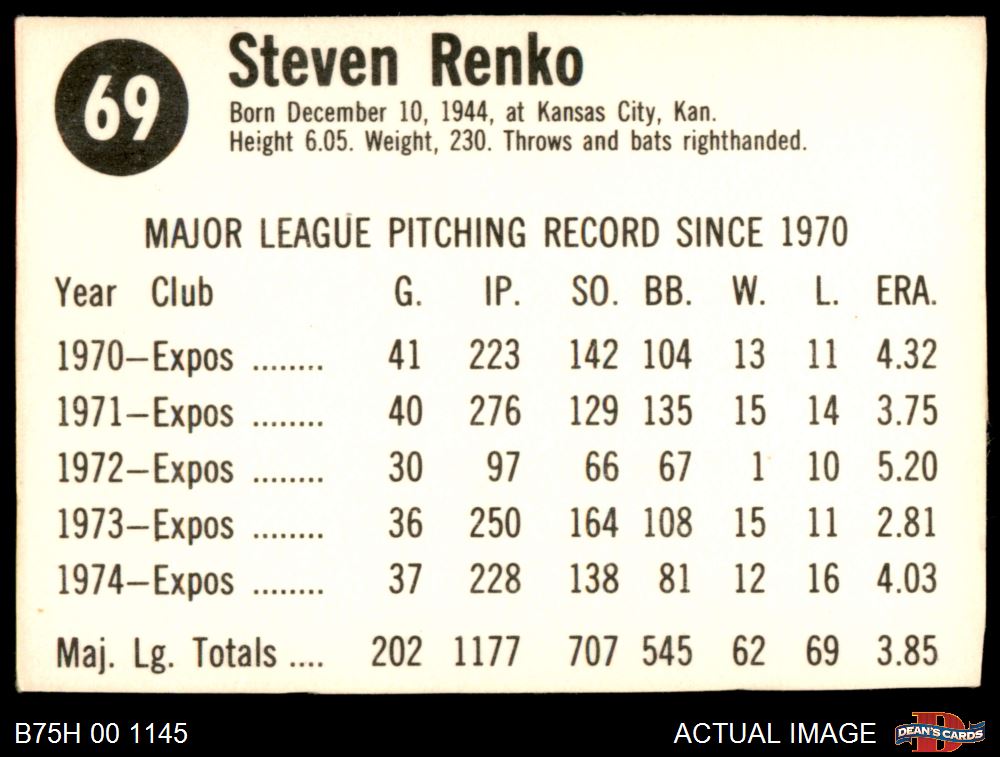 69
Steven Renko
Born December 10, 1944, at Kansas City, Kan.
Height 6.05. Weight, 230. Throws and bats righthanded.
MAJOR LEAGUE PITCHING RECORD SINCE 1970
Year Club G. IP. SO. BB. W. L. ERA.
1970—Expos ........ 41 223 142 104 13 11 4.32
1971—Expos ........ 40 276 129 135 15 14 3.75
1972—Expos ........ 30 97 66 67 1 10 5.20
1973—Expos ........ 36 250 164 108 15 11 2.81
1974—Expos ........ 37 228 138 81 12 16 4.03
Maj. Lg. Totals .... 202 1177 707 545 62 69 3.85
B75H 00 1145 ACTUAL IMAGE D DEAN'S CARDS